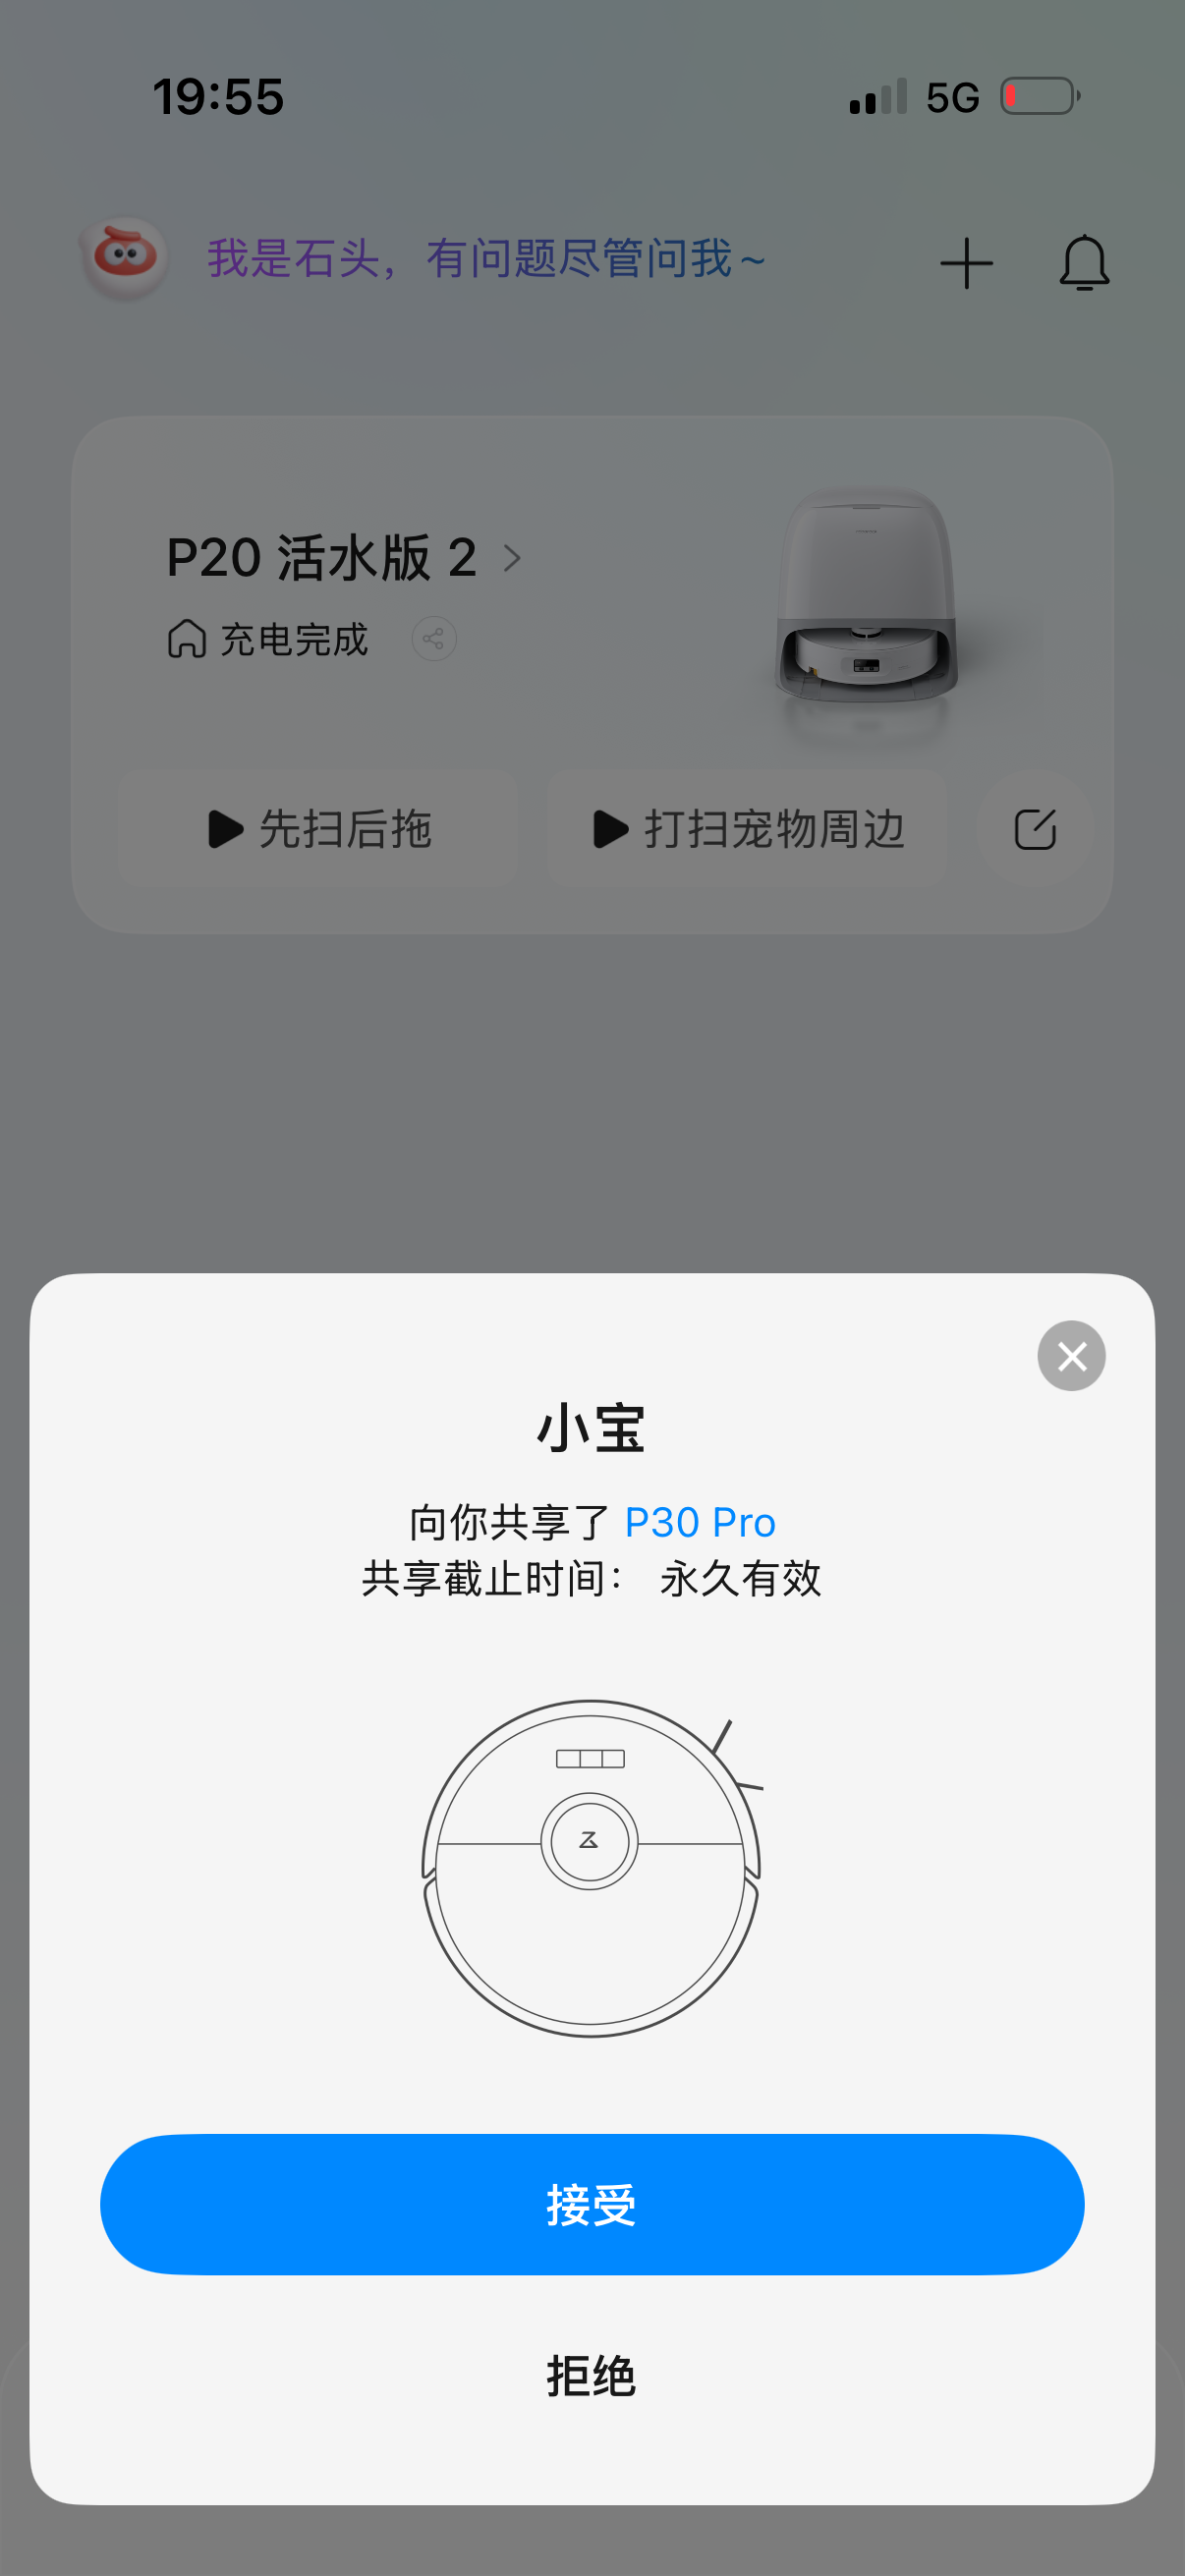 19:55
5G
我是石头，有问题尽管问我～
P20 活水版 2
充电完成
先扫后拖
打扫宠物周边
小宝
向你共享了 P30 Pro
共享截止时间： 永久有效
接受
拒绝